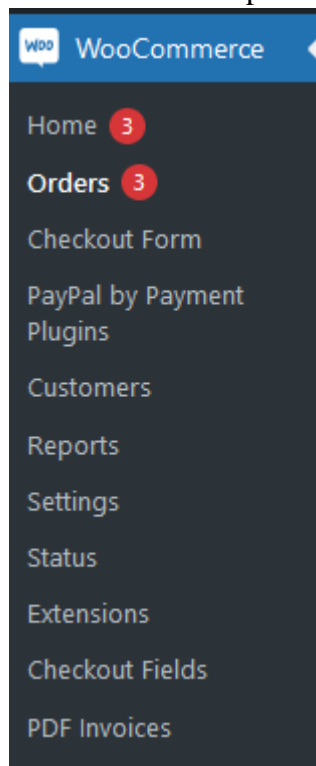 Woo WooCommerce
Home 3
Orders 3
Checkout Form
PayPal by Payment
Plugins
Customers
Reports
Settings
Status
Extensions
Checkout Fields
PDF Invoices